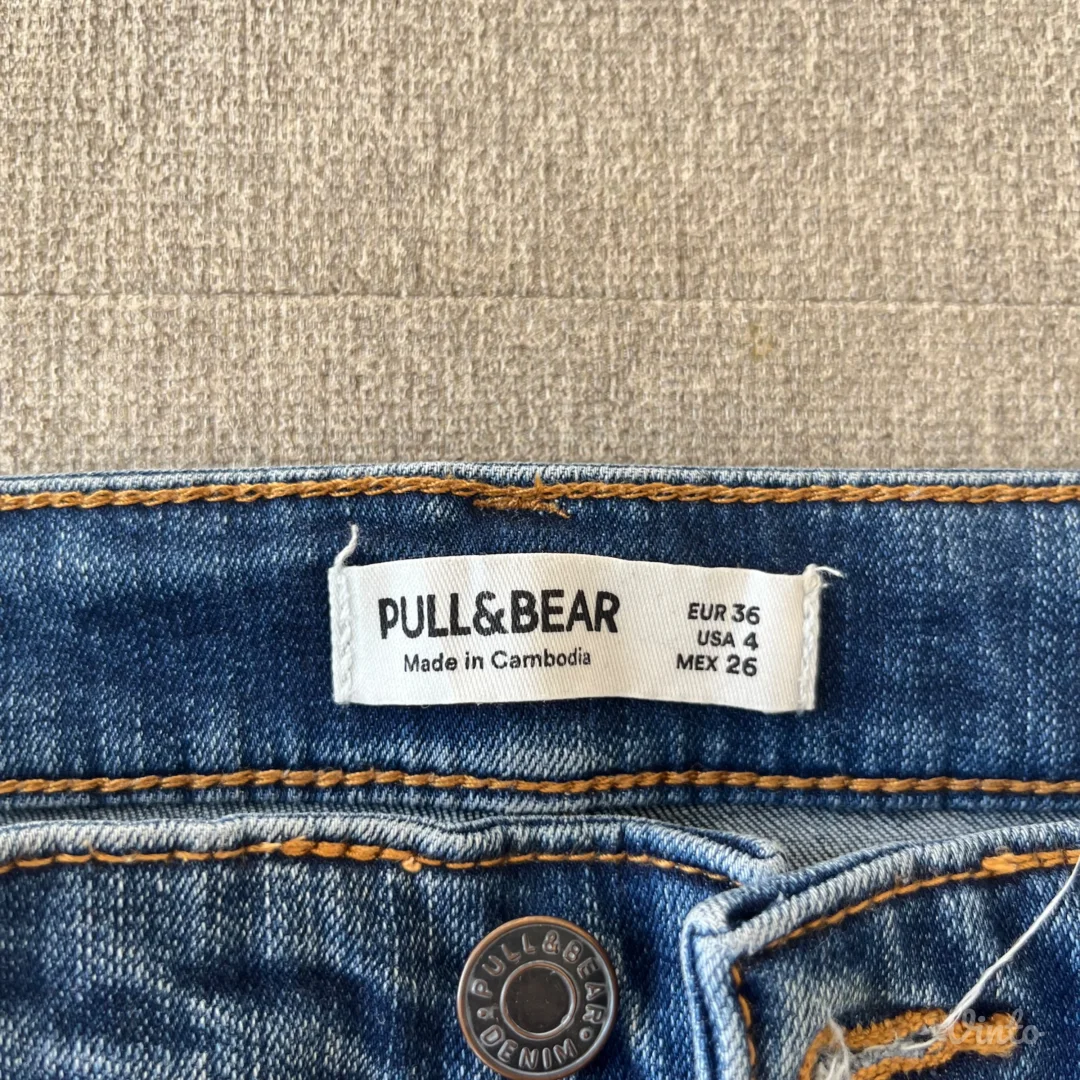 PULL&BEAR
Made in Cambodia
EUR 36
USA 4
MEX 26
PULL&BEAR
& DENIM